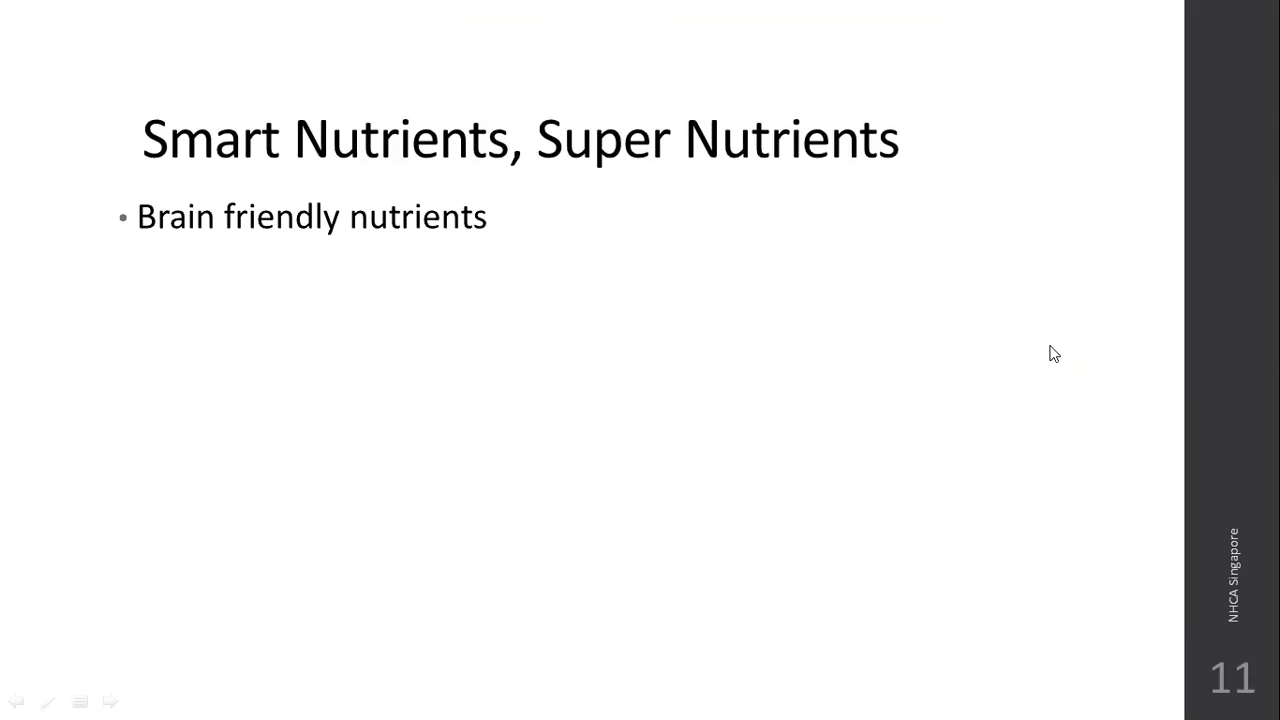 Smart Nutrients, Super Nutrients
• Brain friendly nutrients
NHCA Singapore
11